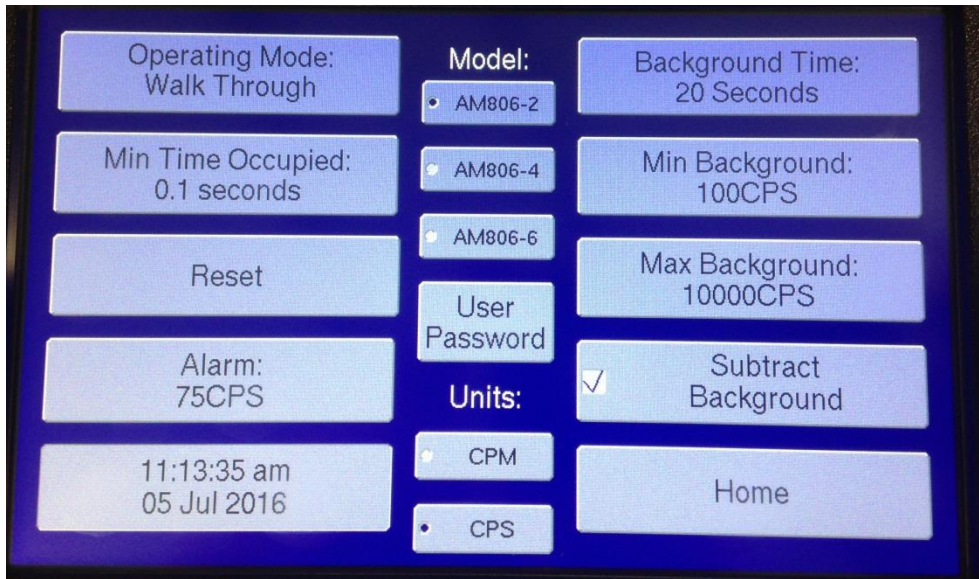 Operating Mode:
Walk Through
Min Time Occupied:
0.1 seconds
Reset
Alarm:
75CPS
11:13:35 am
05 Jul 2016
Model:
AM806-2
AM806-4
AM806-6
User
Password
Units:
CPM
CPS
Background Time:
20 Seconds
Min Background:
100CPS
Max Background:
10000CPS
Subtract
Background
Home